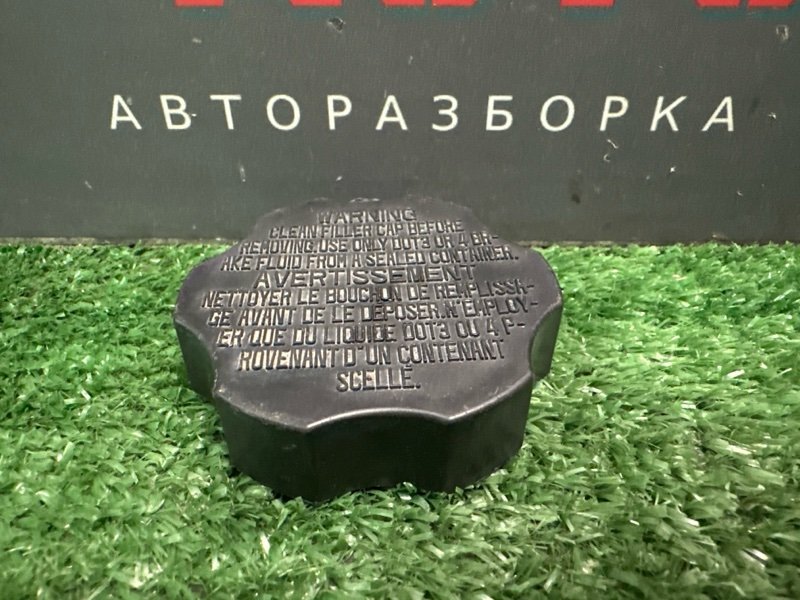 АВТОРАЗБОРКА
WARNING
CLEAN FILLER CAP BEFORE
REMOVING. USE ONLY DOT3 OR 4 BR-
AKE FLUID FROM A SEALED CONTAINER.
AVERTISSEMENT
NETTOYER LE BOUCHON DE REMPLISSA-
GE AVANT DE LE DÉPOSER. N'EMPLOY-
ER QUE DU LIQUIDE DOT3 OU 4 P-
ROVENANT D'UN CONTENANT
SCELLÉ.